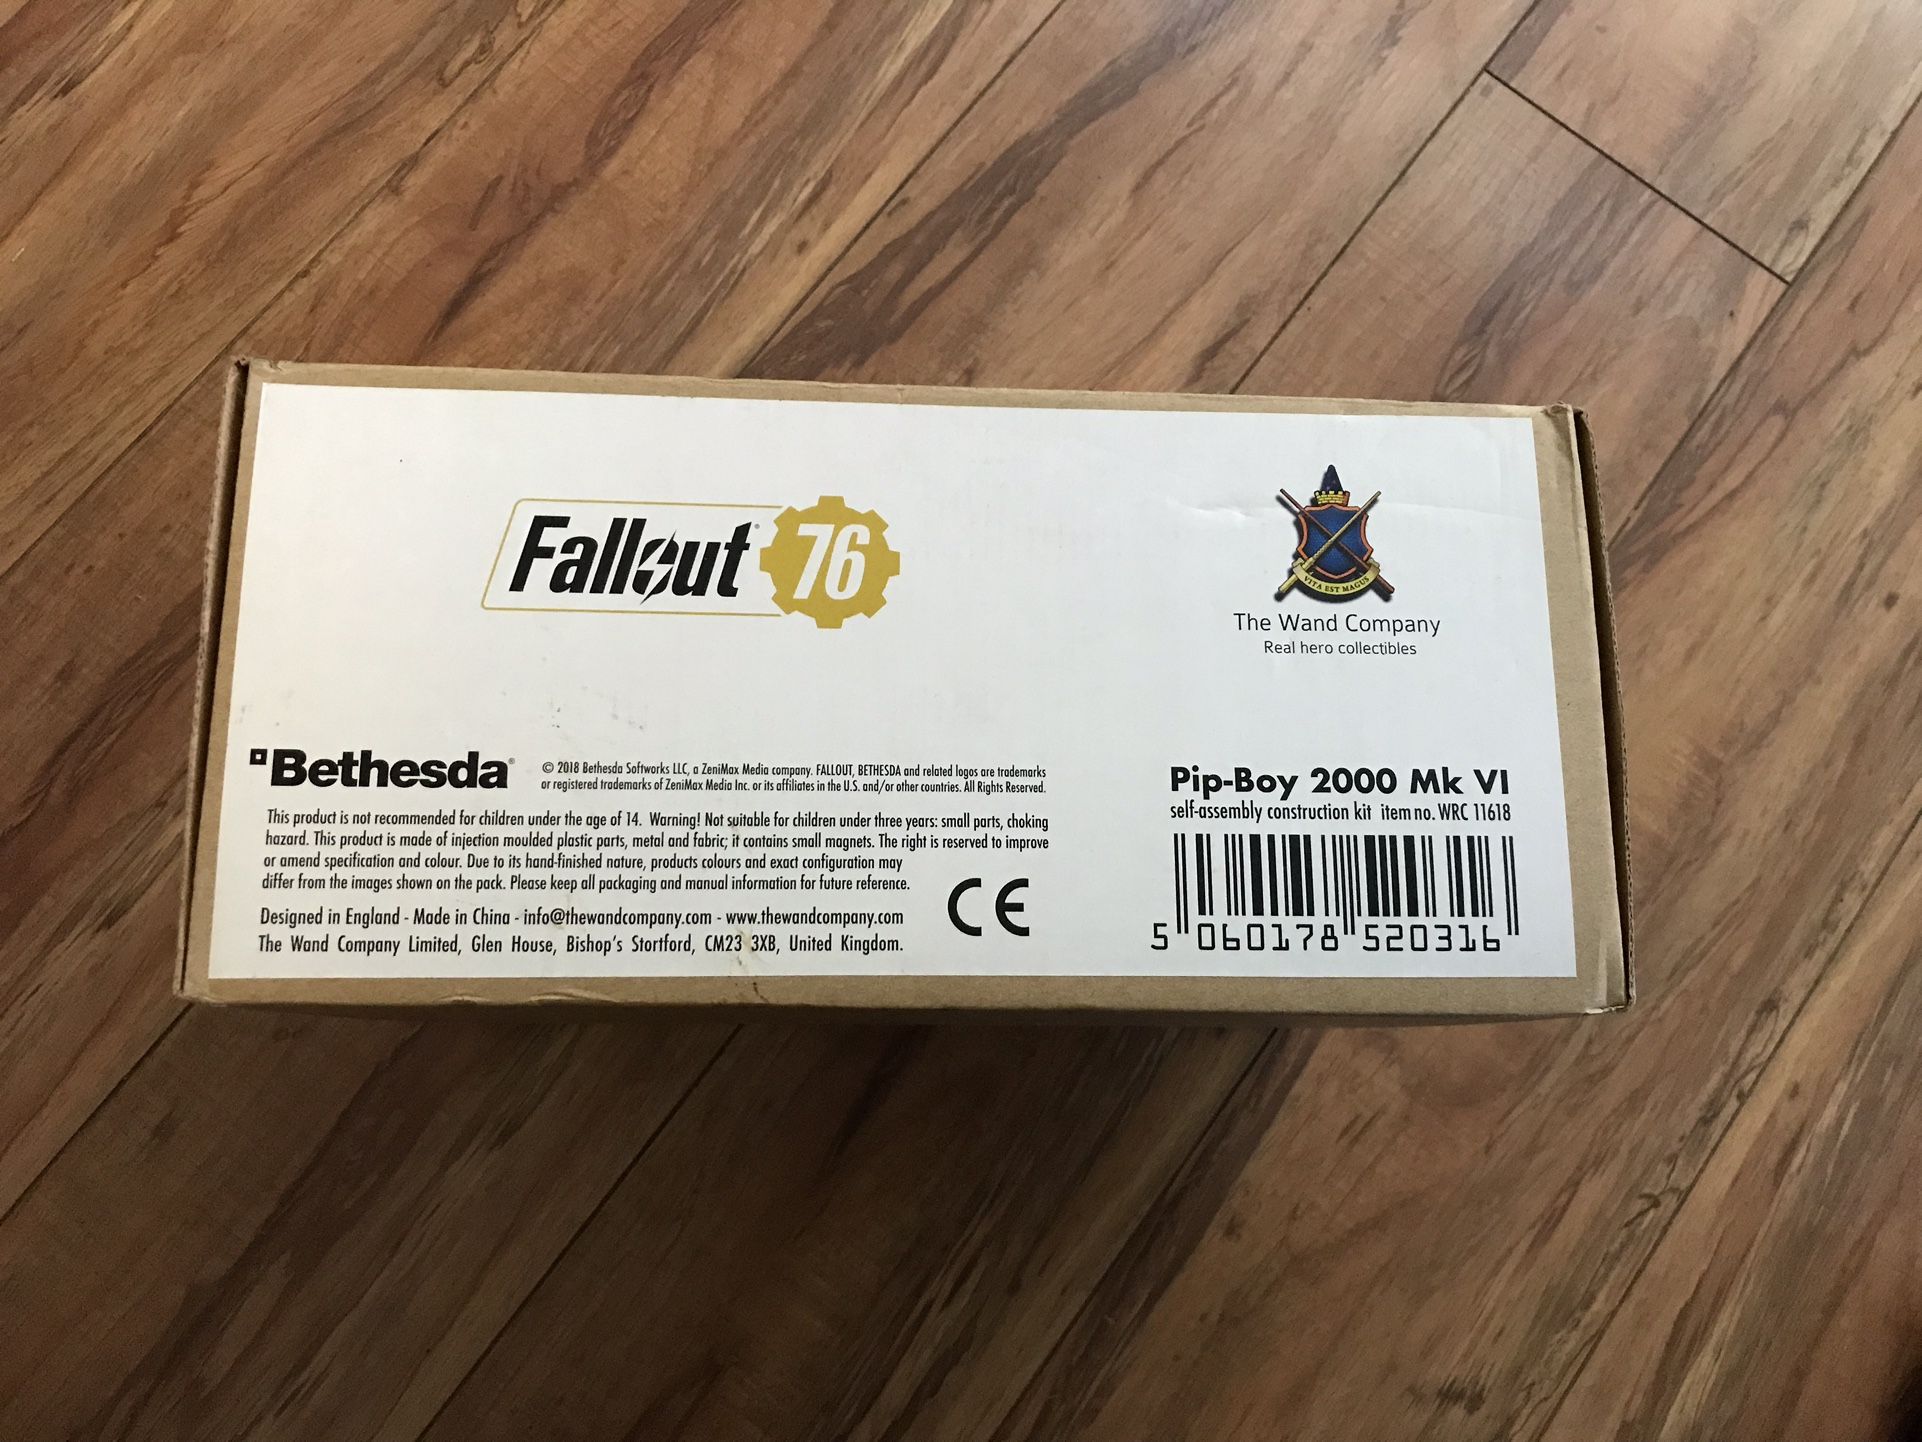 Fallout® 76
VITA EST MAGUS
The Wand Company
Real hero collectibles
Bethesda®
© 2018 Bethesda Softworks LLC, a ZeniMax Media company. FALLOUT, BETHESDA and related logos are trademarks
or registered trademarks of ZeniMax Media Inc. or its affiliates in the U.S. and/or other countries. All Rights Reserved.
This product is not recommended for children under the age of 14. Warning! Not suitable for children under three years: small parts, choking
hazard. This product is made of injection moulded plastic parts, metal and fabric; it contains small magnets. The right is reserved to improve
or amend specification and colour. Due to its hand-finished nature, products colours and exact configuration may
differ from the images shown on the pack. Please keep all packaging and manual information for future reference.
Designed in England - Made in China - info@thewandcompany.com - www.thewandcompany.com
The Wand Company Limited, Glen House, Bishop's Stortford, CM23 3XB, United Kingdom.
CE
Pip-Boy 2000 Mk VI
self-assembly construction kit item no. WRC 11618
5 060178 520316